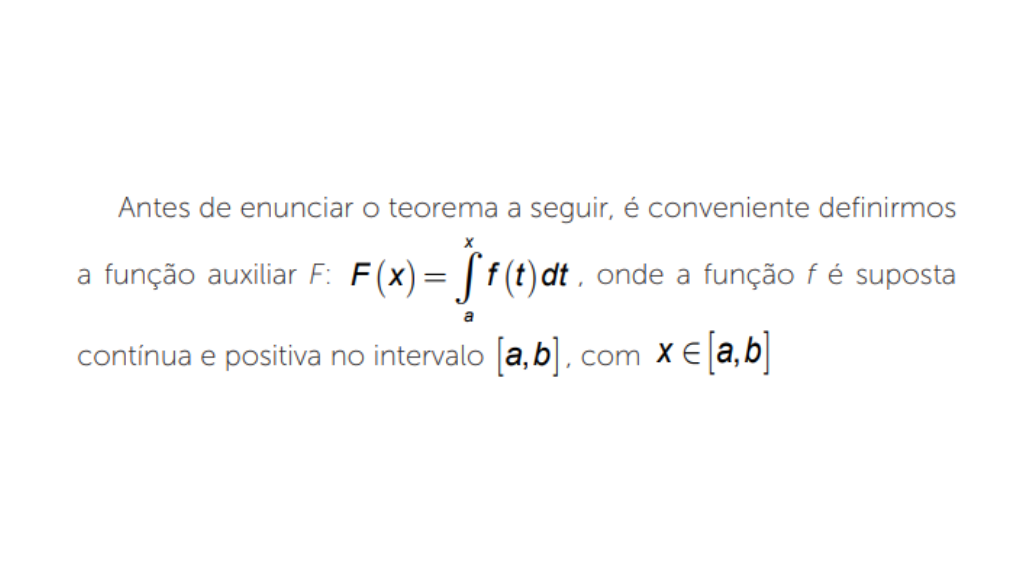 Antes de enunciar o teorema a seguir, é conveniente definirmos
a função auxiliar F: F(x) = ∫ₐˣ f(t)dt , onde a função f é suposta
contínua e positiva no intervalo [a,b], com x ∈ [a,b]